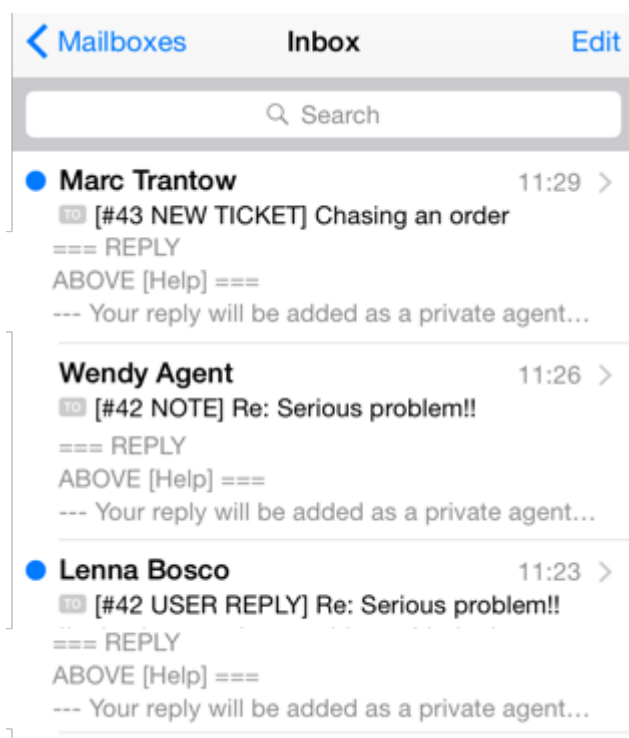 Mailboxes Inbox Edit
Search
Marc Trantow 11:29
TO [#43 NEW TICKET] Chasing an order
=== REPLY
ABOVE [Help] ===
--- Your reply will be added as a private agent...
Wendy Agent 11:26
TO [#42 NOTE] Re: Serious problem!!
=== REPLY
ABOVE [Help] ===
--- Your reply will be added as a private agent...
Lenna Bosco 11:23
TO [#42 USER REPLY] Re: Serious problem!!
=== REPLY
ABOVE [Help] ===
--- Your reply will be added as a private agent...